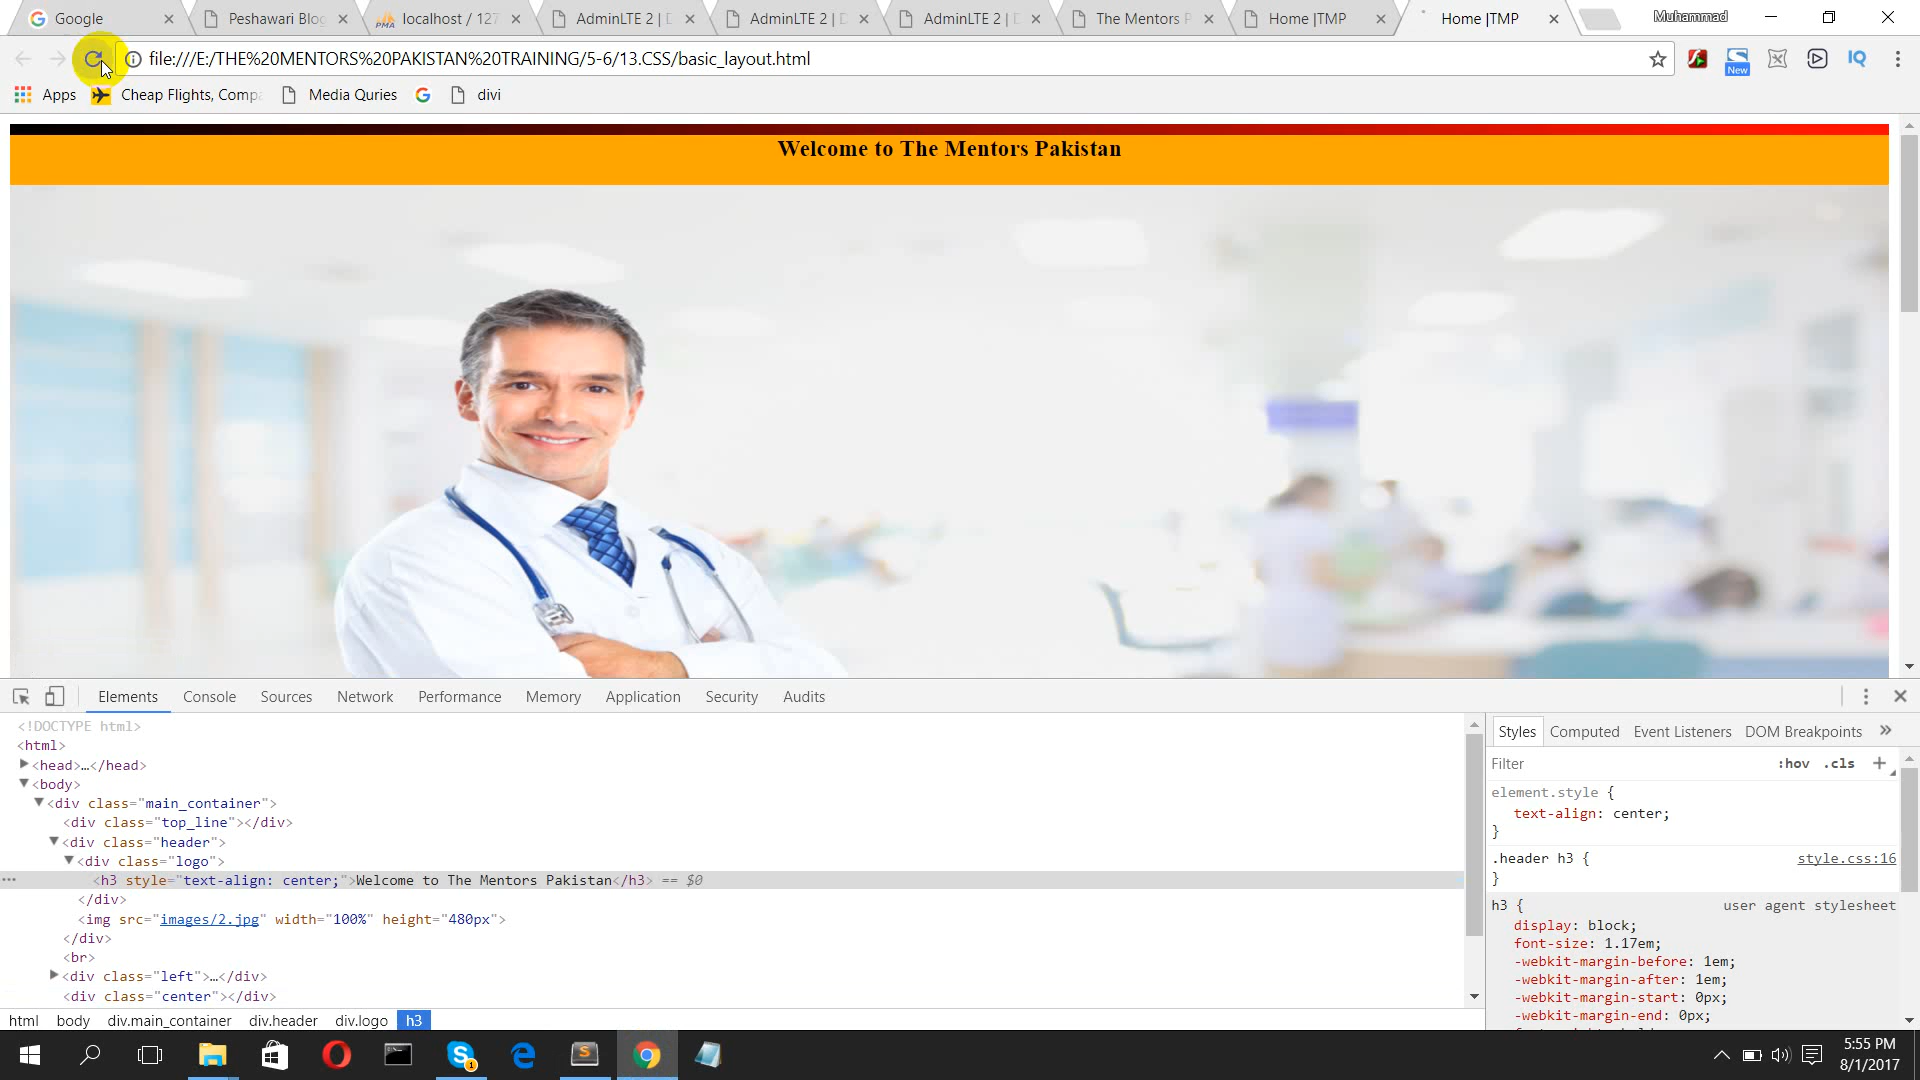 Google
Peshawari Blog
localhost / 127
AdminLTE 2 | D
AdminLTE 2 | D
AdminLTE 2 | D
The Mentors P
Home |TMP
Home |TMP
Muhammad
file:///E:/THE%20MENTORS%20PAKISTAN%20TRAINING/5-6/13.CSS/basic_layout.html
New
IQ
Apps
Cheap Flights, Compa
Media Quries
divi
Welcome to The Mentors Pakistan
Elements
Console
Sources
Network
Performance
Memory
Application
Security
Audits
<!DOCTYPE html>
<html>
<head>…</head>
<body>
<div class="main_container">
<div class="top_line"></div>
<div class="header">
<div class="logo">
<h3 style="text-align: center;">Welcome to The Mentors Pakistan</h3> == $0
</div>
<img src="images/2.jpg" width="100%" height="480px">
</div>
<br>
<div class="left">…</div>
<div class="center"></div>
html body div.main_container div.header div.logo h3
Styles Computed Event Listeners DOM Breakpoints »
Filter :hov .cls +
element.style {
text-align: center;
}
.header h3 { style.css:16
}
h3 { user agent stylesheet
display: block;
font-size: 1.17em;
-webkit-margin-before: 1em;
-webkit-margin-after: 1em;
-webkit-margin-start: 0px;
-webkit-margin-end: 0px;
5:55 PM
8/1/2017